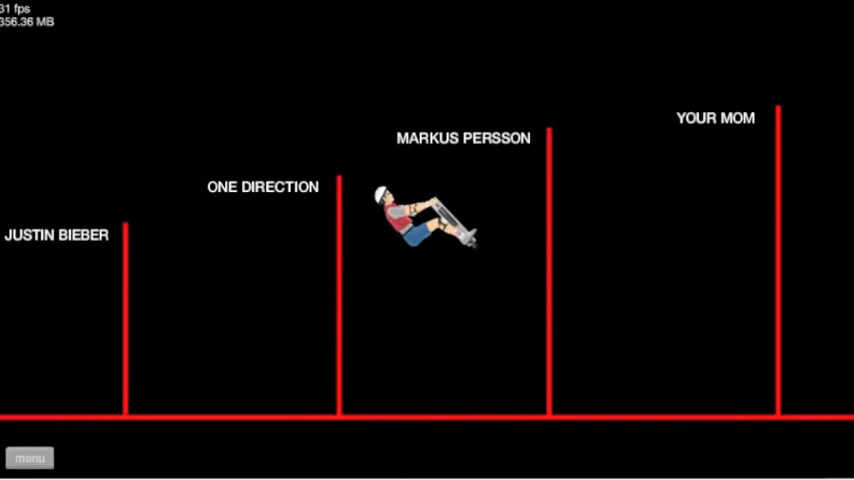 31 fps
356.36 MB
YOUR MOM
MARKUS PERSSON
ONE DIRECTION
JUSTIN BIEBER
menu